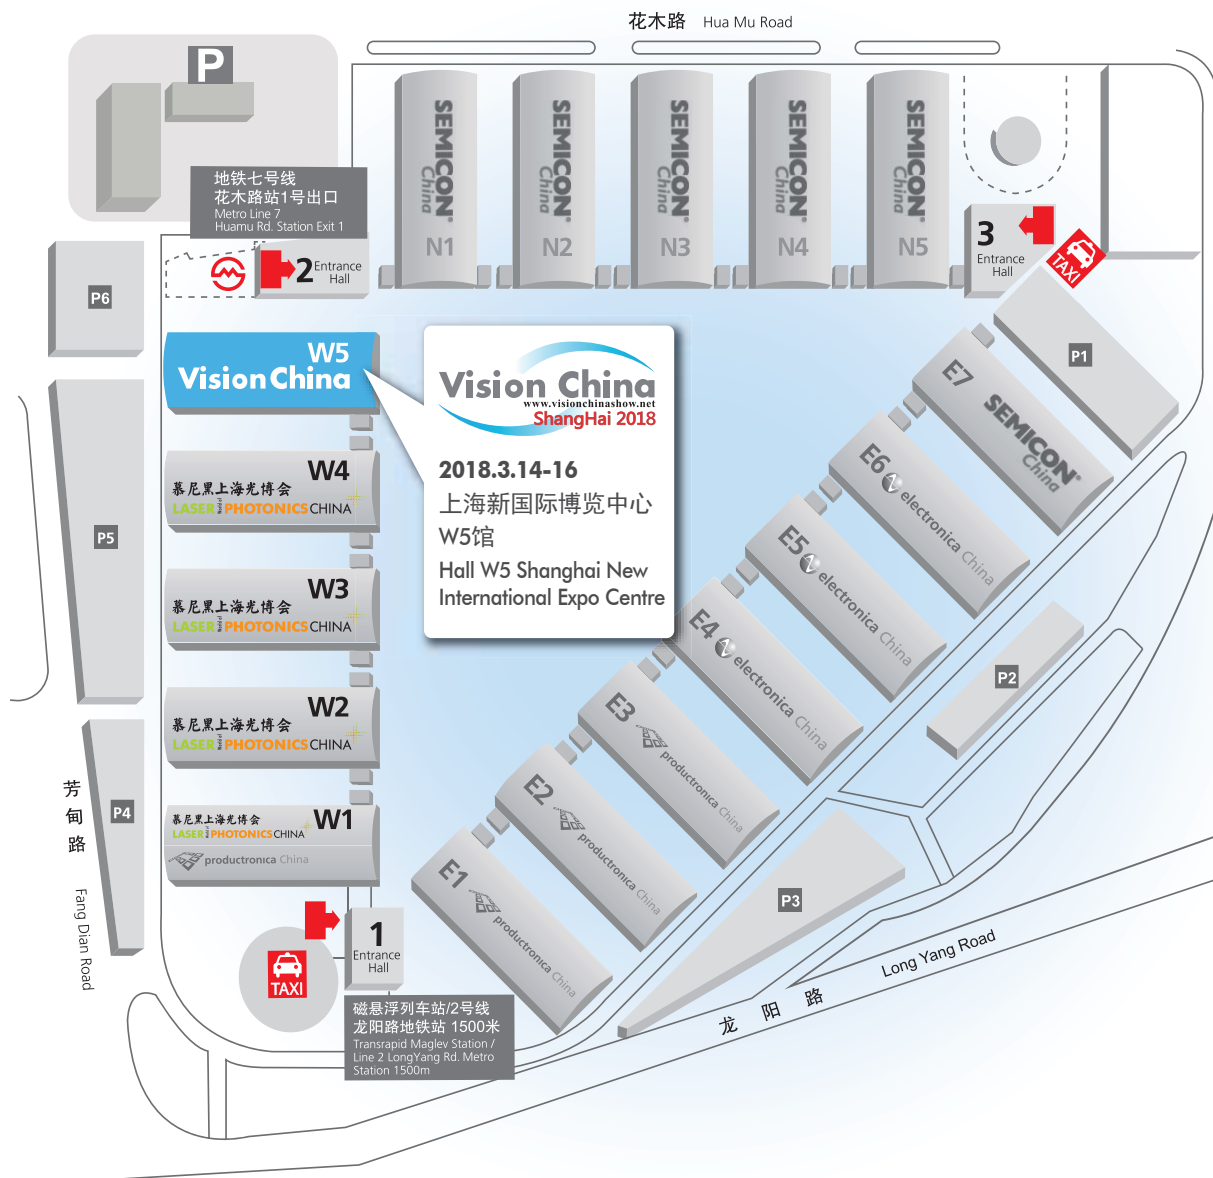 花木路 Hua Mu Road
P
地铁七号线
花木路站1号出口
Metro Line 7
Huamu Rd. Station Exit 1
2 Entrance
Hall
SEMICON®
China
N1
SEMICON®
China
N2
SEMICON®
China
N3
SEMICON®
China
N4
SEMICON®
China
N5
3
Entrance
Hall
TAXI
P6
P1
W5
Vision China
Vision China
www.visionchinashow.net
ShangHai 2018
2018.3.14-16
上海新国际博览中心
W5馆
Hall W5 Shanghai New
International Expo Centre
E7
SEMICON®
China
E6
electronica China
E5
electronica China
E4
electronica China
E3
productronica China
E2
productronica China
E1
productronica China
W4
慕尼黑上海光博会
LASER World of PHOTONICS CHINA
P5
W3
慕尼黑上海光博会
LASER World of PHOTONICS CHINA
W2
慕尼黑上海光博会
LASER World of PHOTONICS CHINA
W1
慕尼黑上海光博会
LASER World of PHOTONICS CHINA
productronica China
P2
P4
P3
芳甸路
Fang Dian Road
1
Entrance
Hall
TAXI
磁悬浮列车站/2号线
龙阳路地铁站 1500米
Transrapid Maglev Station /
Line 2 LongYang Rd. Metro
Station 1500m
龙阳路
Long Yang Road